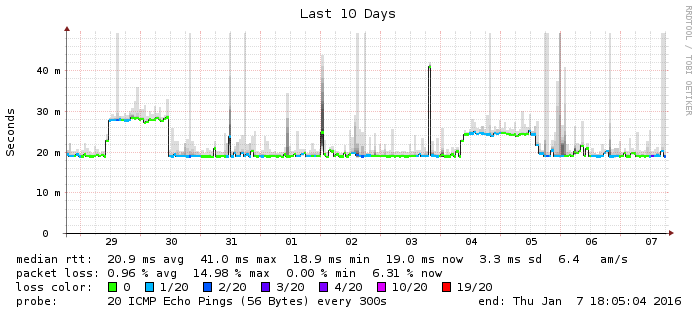 Last 10 Days
RRDTOOL / TOBI OETIKER
Seconds
40 m
30 m
20 m
10 m
0
29 30 31 01 02 03 04 05 06 07
median rtt: 20.9 ms avg 41.0 ms max 18.9 ms min 19.0 ms now 3.3 ms sd 6.4 am/s
packet loss: 0.96 % avg 14.98 % max 0.00 % min 6.31 % now
loss color: 0 1/20 2/20 3/20 4/20 10/20 19/20
probe: 20 ICMP Echo Pings (56 Bytes) every 300s end: Thu Jan 7 18:05:04 2016